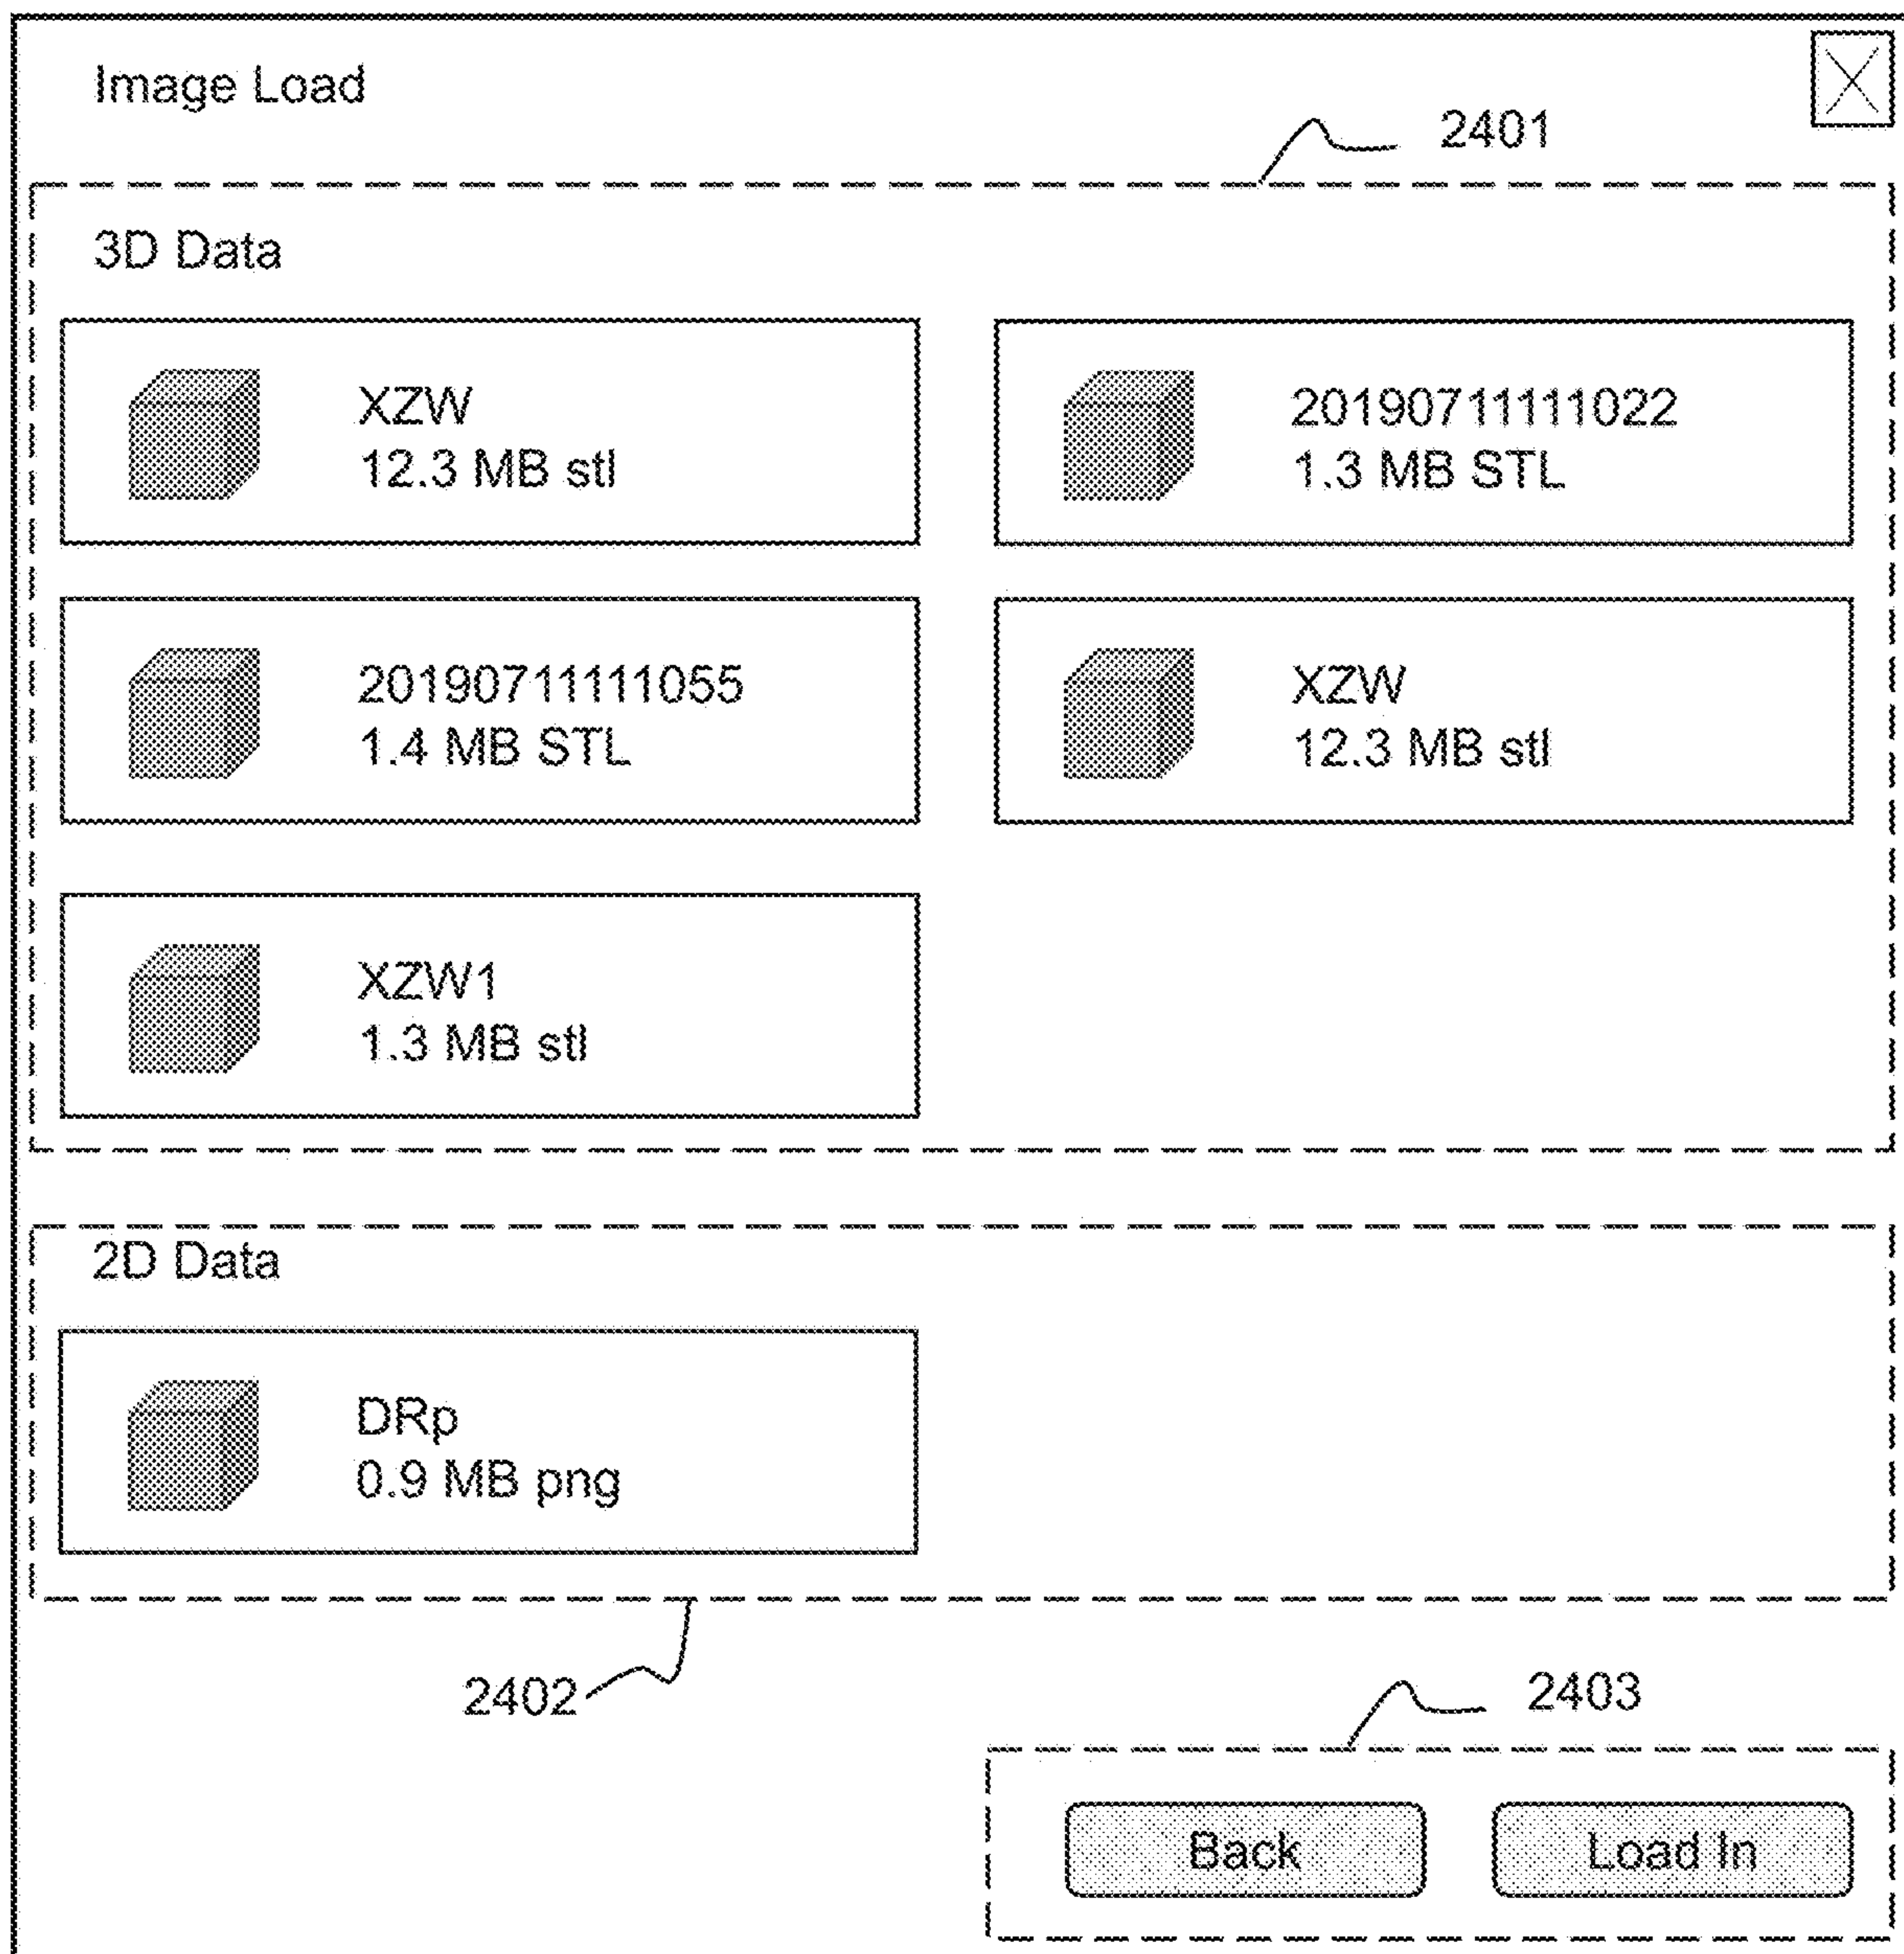 Image Load
2401
3D Data
XZW
12.3 MB stl
20190711111022
1.3 MB STL
20190711111055
1.4 MB STL
XZW
12.3 MB stl
XZW1
1.3 MB stl
2D Data
DRp
0.9 MB png
2402
2403
Back
Load In